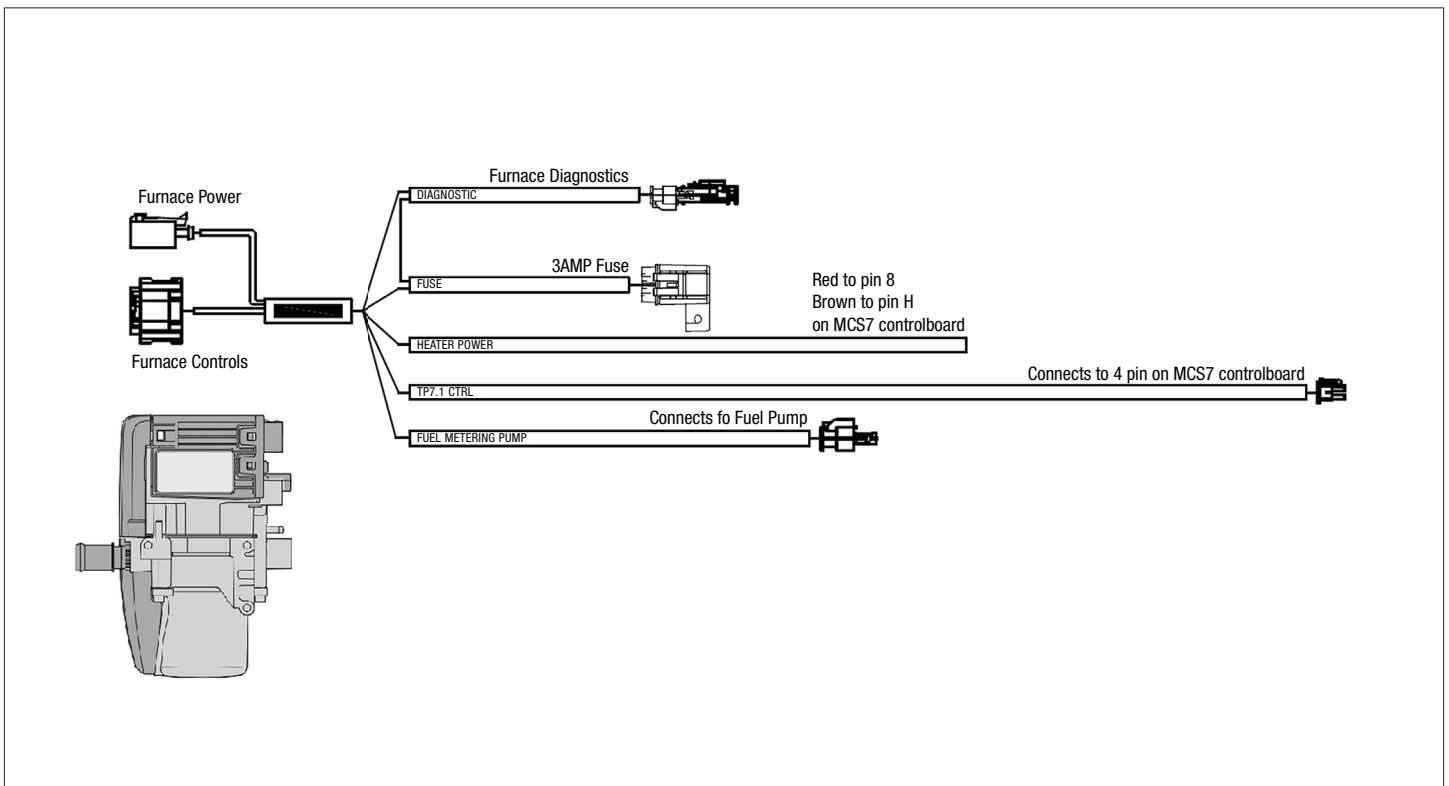 Furnace Diagnostics
DIAGNOSTIC
Furnace Power
3AMP Fuse
FUSE
Red to pin 8
Brown to pin H
on MCS7 controlboard
HEATER POWER
Furnace Controls
Connects to 4 pin on MCS7 controlboard
TP7.1 CTRL
Connects fo Fuel Pump
FUEL METERING PUMP